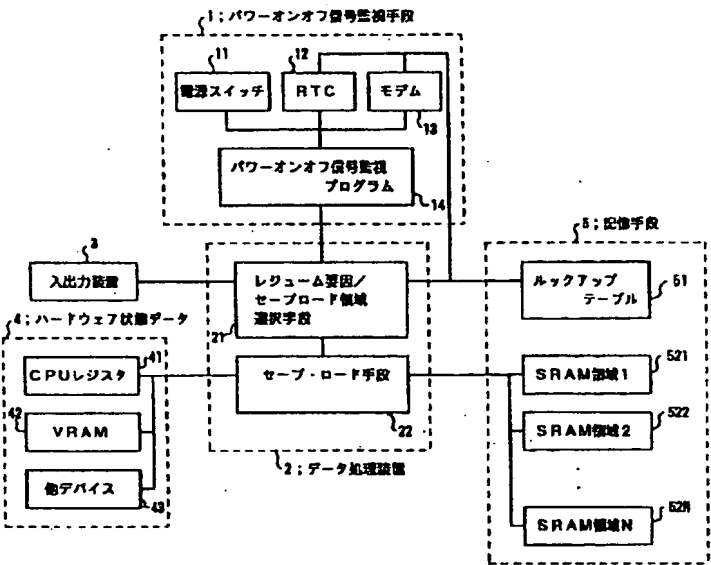 1；パワーオンオフ信号監視手段
11
12
電源スイッチ
RTC
モデム
13
パワーオンオフ信号監視
プログラム
14
5；記憶手段
3
入出力装置
レジューム要因／
セーブロード領域
選択手段
21
ルックアップ
テーブル
51
4；ハードウェア状態データ
41
CPUレジスタ
セーブ・ロード手段
22
SRAM領域1
521
42
VRAM
SRAM領域2
522
2；データ処理装置
他デバイス
43
SRAM領域N
52N